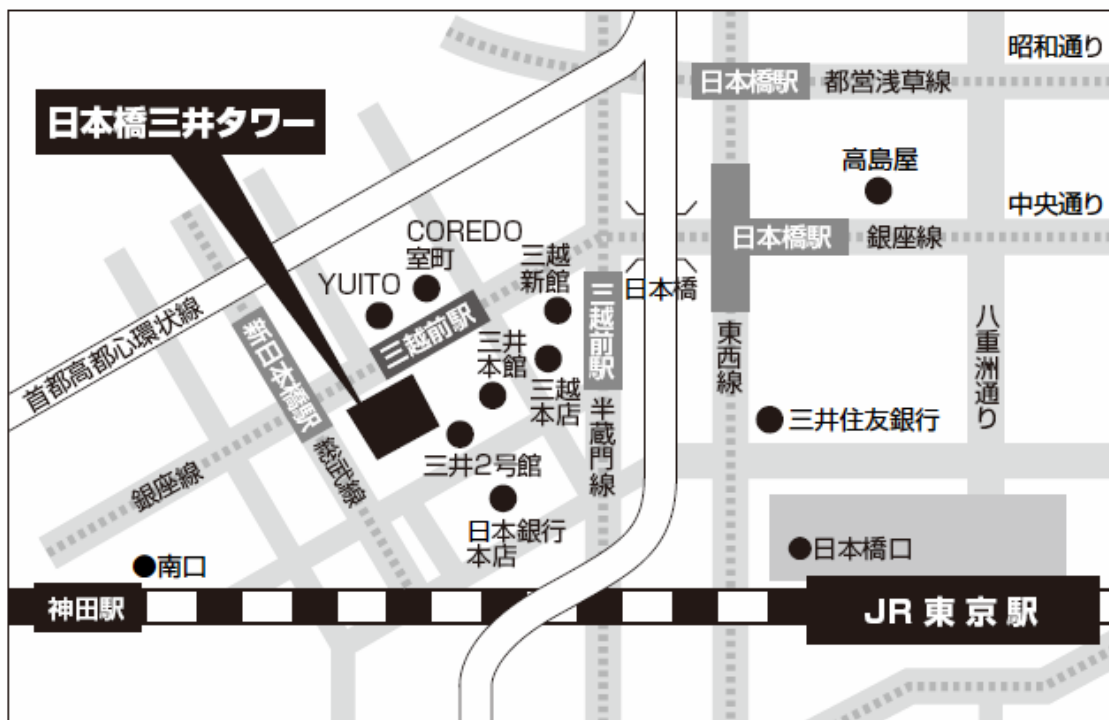 昭和通り
日本橋駅
都営浅草線
日本橋三井タワー
高島屋
中央通り
日本橋駅
銀座線
COREDO
室町
三越
新館
YUITO
三越前駅
三越前駅
日本橋
新日本橋駅
首都高都心環状線
三井
本館
三越
本店
東西線
八重洲通り
半蔵門線
三井住友銀行
三井2号館
総武線
銀座線
日本銀行
本店
南口
日本橋口
神田駅
JR 東京駅